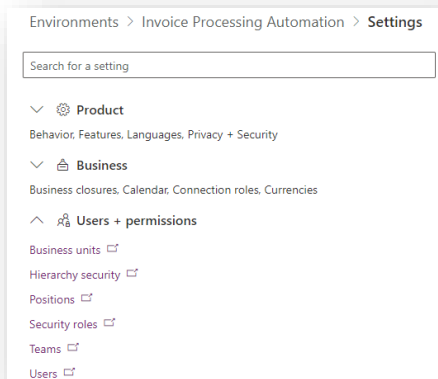 Environments > Invoice Processing Automation > Settings
Search for a setting
Product
Behavior, Features, Languages, Privacy + Security
Business
Business closures, Calendar, Connection roles, Currencies
Users + permissions
Business units
Hierarchy security
Positions
Security roles
Teams
Users